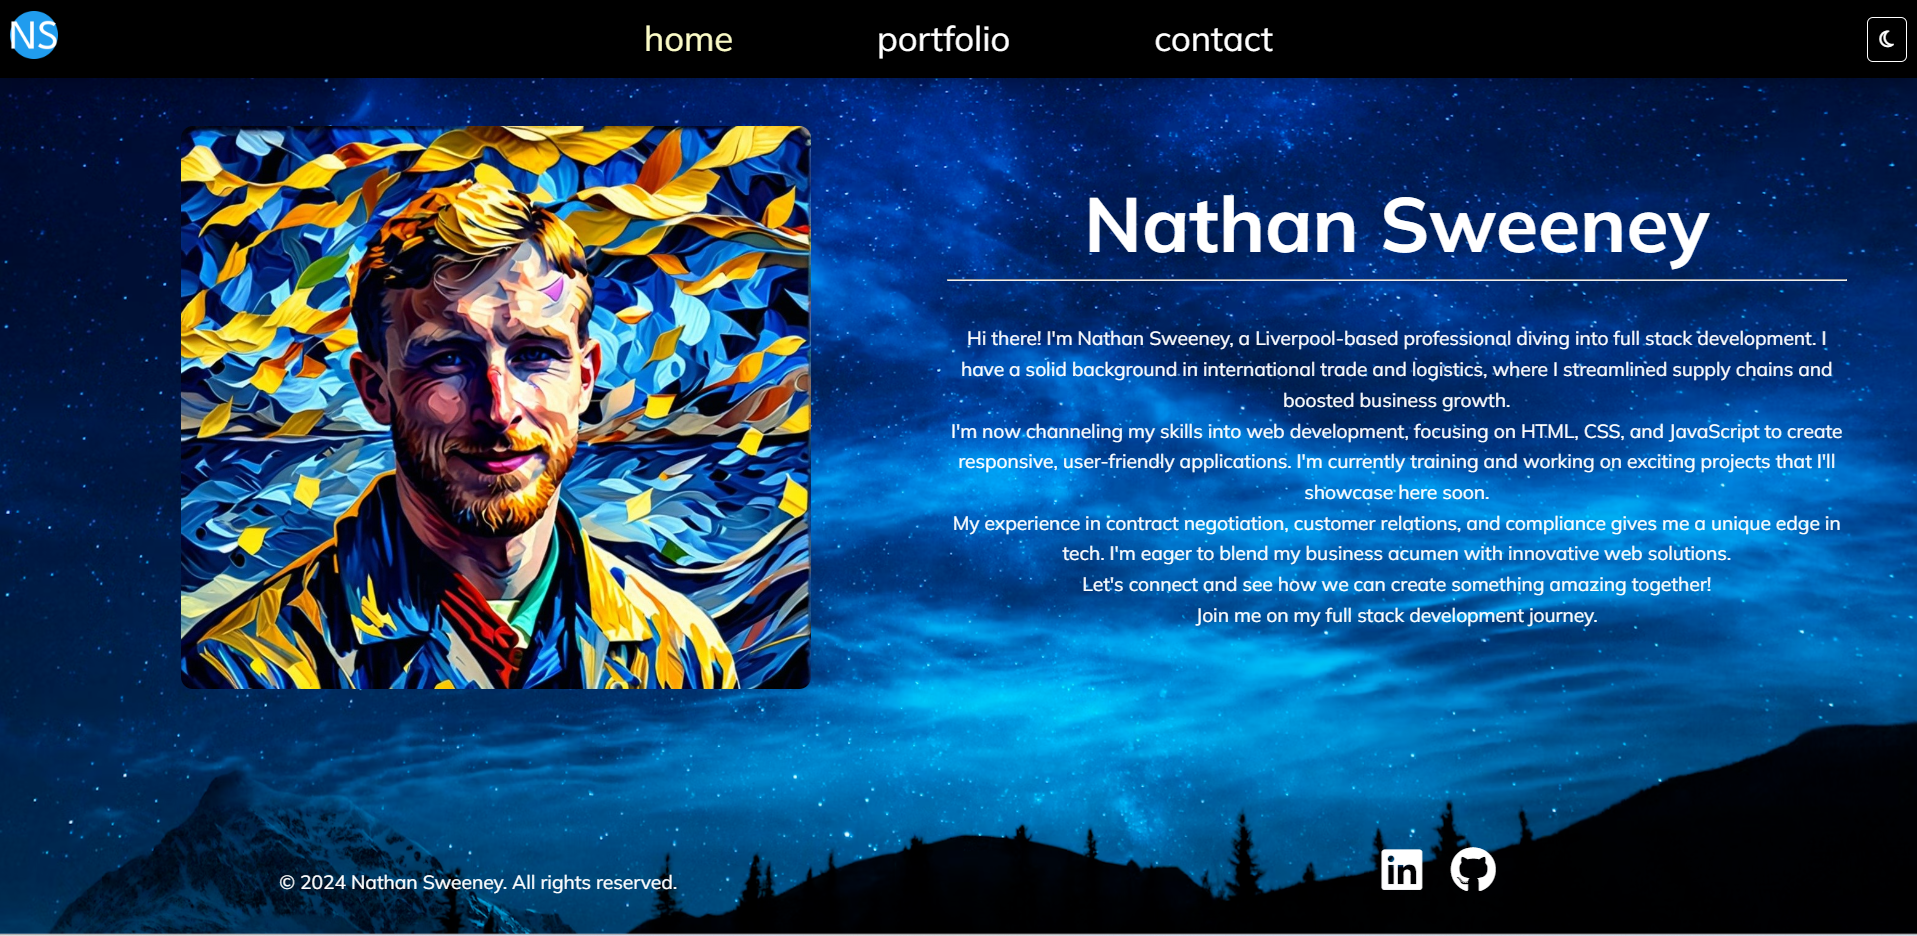 NS
home
portfolio
contact
Nathan Sweeney
Hi there! I'm Nathan Sweeney, a Liverpool-based professional diving into full stack development. I
have a solid background in international trade and logistics, where I streamlined supply chains and
boosted business growth.
I'm now channeling my skills into web development, focusing on HTML, CSS, and JavaScript to create
responsive, user-friendly applications. I'm currently training and working on exciting projects that I'll
showcase here soon.
My experience in contract negotiation, customer relations, and compliance gives me a unique edge in
tech. I'm eager to blend my business acumen with innovative web solutions.
Let's connect and see how we can create something amazing together!
Join me on my full stack development journey.
© 2024 Nathan Sweeney. All rights reserved.
in